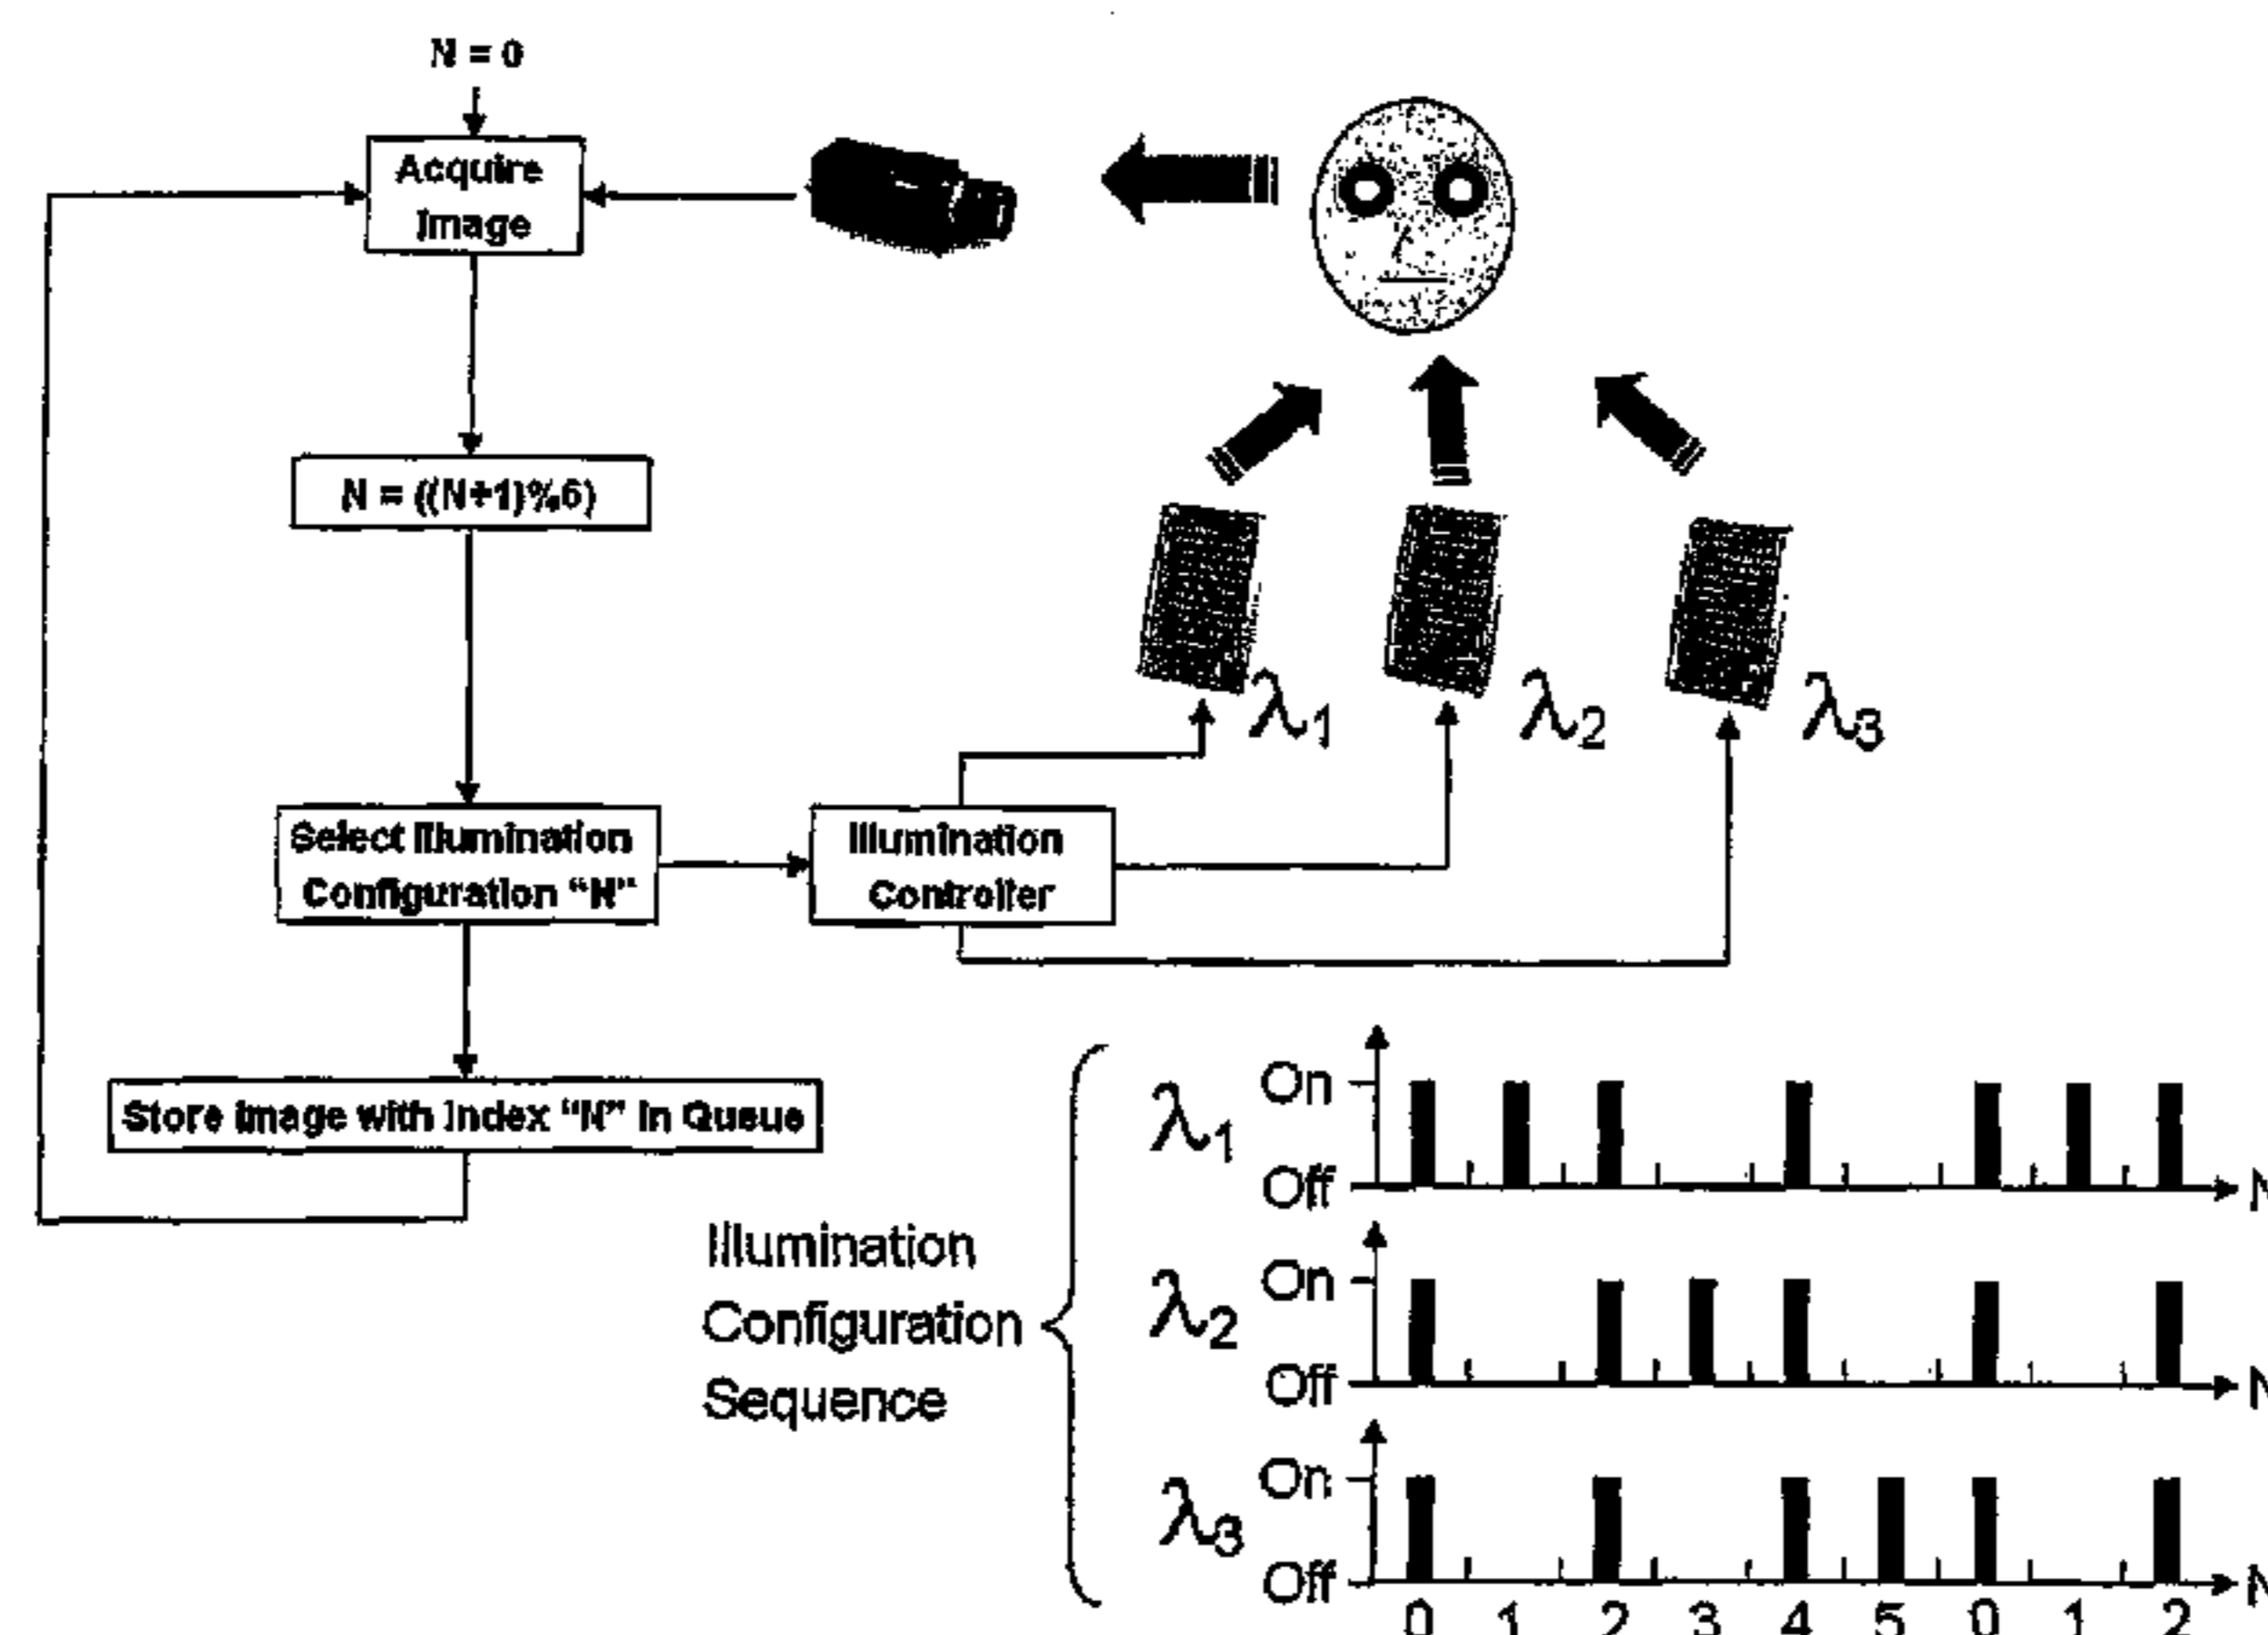 N = 0
Acquire
Image
N = ((N+1)%6)
λ1
λ2
λ3
Select Illumination
Configuration “N”
Illumination
Controller
Store Image with Index “N” in Queue
Illumination
Configuration
Sequence
λ1
On
Off
N
λ2
On
Off
N
λ3
On
Off
N
0 1 2 3 4 5 0 1 2